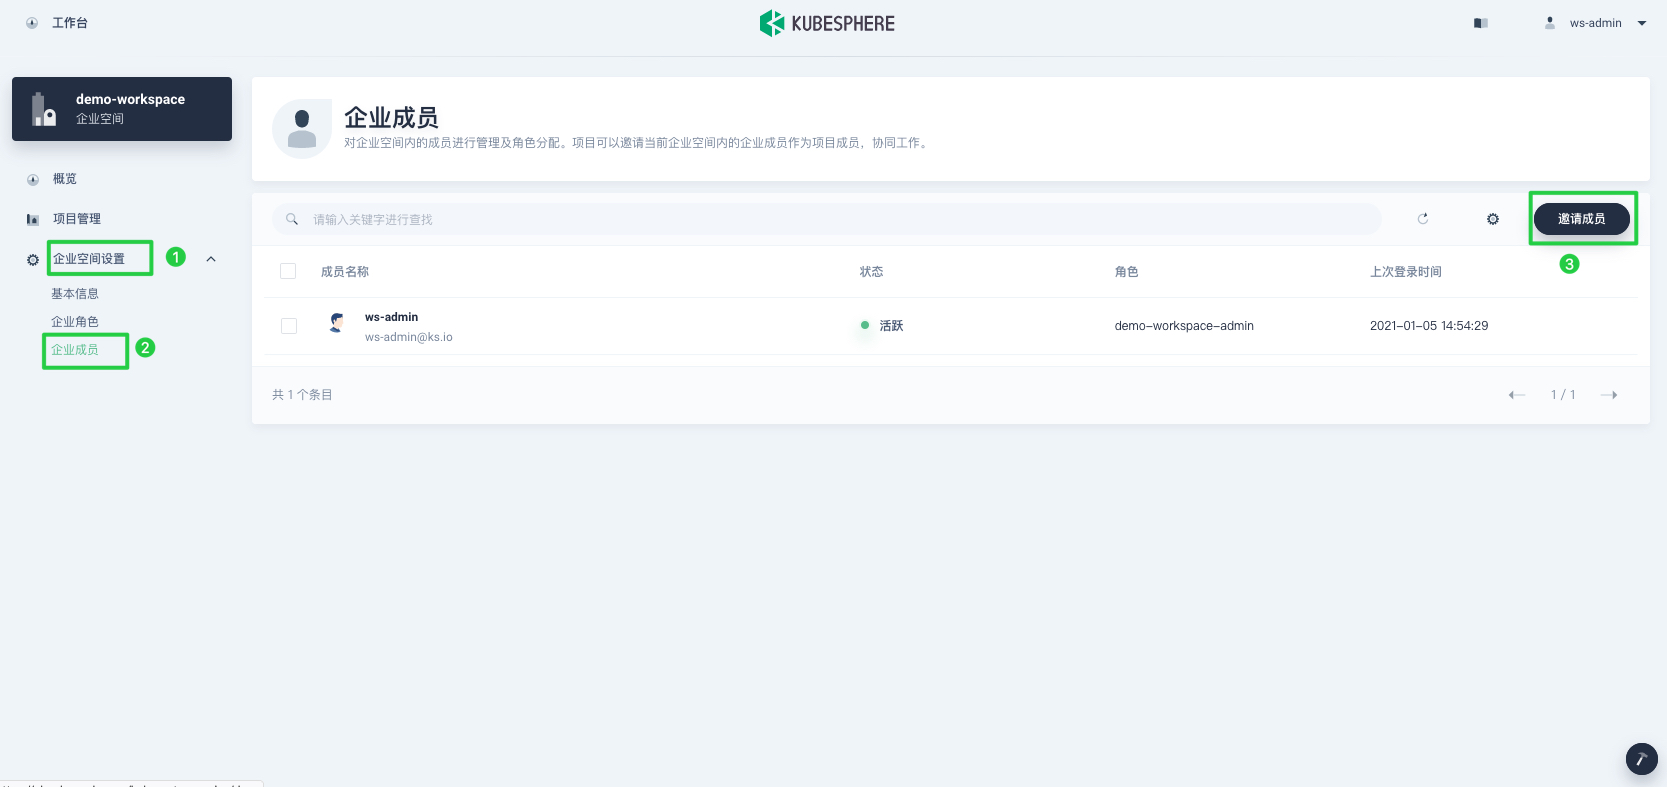 工作台
KUBESPHERE
ws-admin
demo-workspace
企业空间
企业成员
对企业空间内的成员进行管理及角色分配。项目可以邀请当前企业空间内的企业成员作为项目成员，协同工作。
概览
项目管理
企业空间设置
1
基本信息
企业角色
企业成员
2
请输入关键字进行查找
邀请成员
3
成员名称 状态 角色 上次登录时间
ws-admin
ws-admin@ks.io
活跃
demo-workspace-admin
2021-01-05 14:54:29
共 1 个条目
1 / 1